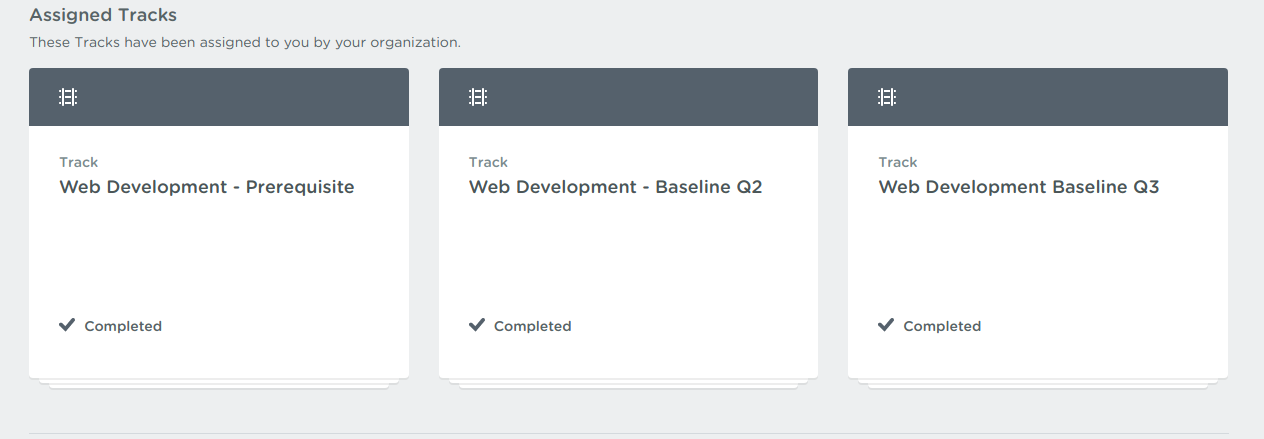 Assigned Tracks
These Tracks have been assigned to you by your organization.
Track
Web Development - Prerequisite
Completed
Track
Web Development - Baseline Q2
Completed
Track
Web Development Baseline Q3
Completed